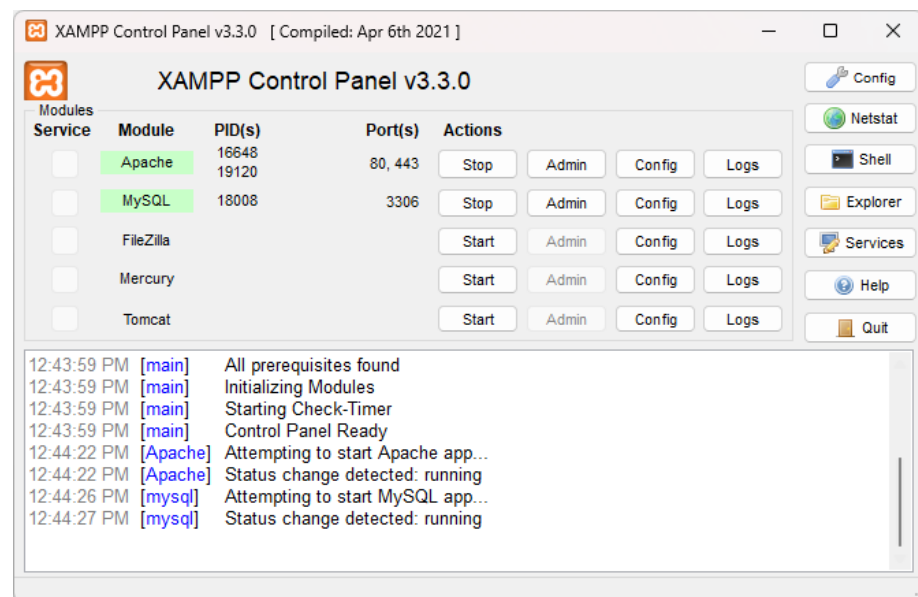 XAMPP Control Panel v3.3.0 [ Compiled: Apr 6th 2021 ]
XAMPP Control Panel v3.3.0
Config
Modules
Service Module PID(s) Port(s) Actions
Netstat
Apache 16648 19120 80, 443 Stop Admin Config Logs
Shell
MySQL 18008 3306 Stop Admin Config Logs
Explorer
FileZilla Start Admin Config Logs
Services
Mercury Start Admin Config Logs
Help
Tomcat Start Admin Config Logs
Quit
12:43:59 PM [main] All prerequisites found
12:43:59 PM [main] Initializing Modules
12:43:59 PM [main] Starting Check-Timer
12:43:59 PM [main] Control Panel Ready
12:44:22 PM [Apache] Attempting to start Apache app...
12:44:22 PM [Apache] Status change detected: running
12:44:26 PM [mysql] Attempting to start MySQL app...
12:44:27 PM [mysql] Status change detected: running